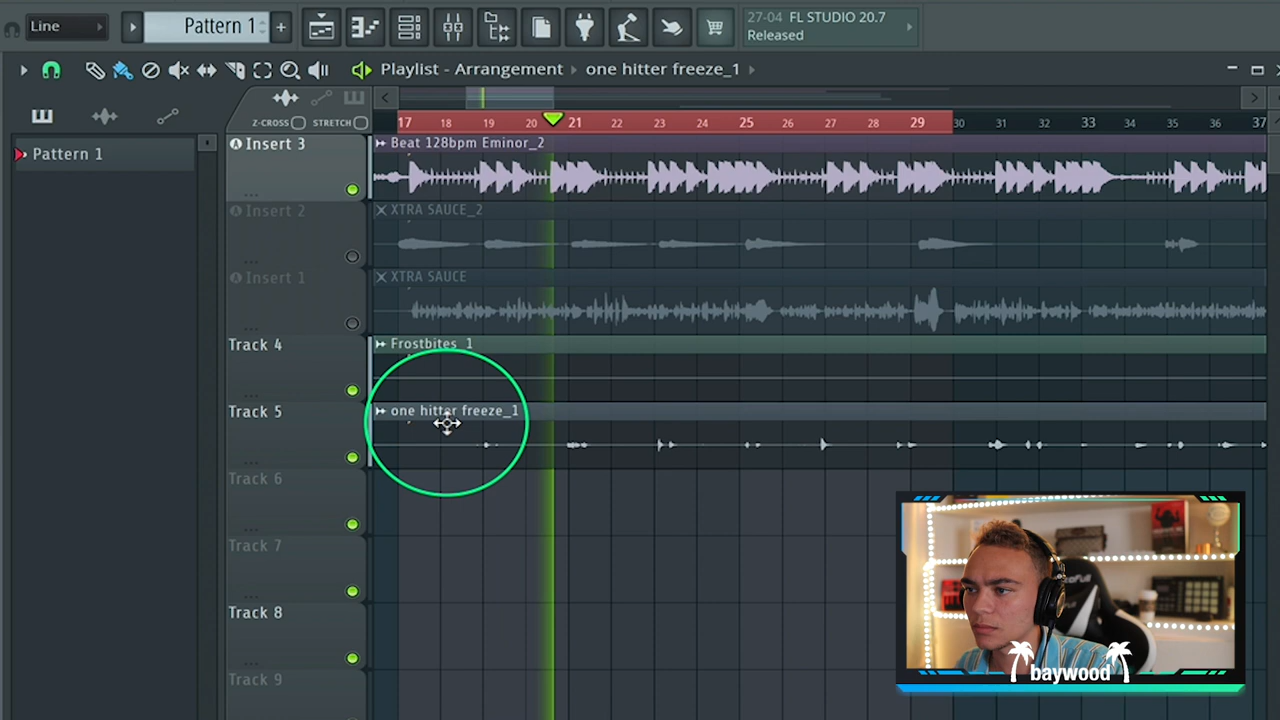 Line
Pattern 1
+
27-04 FL STUDIO 20.7
Released
Playlist - Arrangement
one hitter freeze_1
Z-CROSS
STRETCH
17 18 19 20 21 22 23 24 25 26 27 28 29 30 31 32 33 34 35 36 37
Pattern 1
Insert 3
Beat 128bpm Eminor_2
...
Insert 2
XTRA SAUCE_2
...
Insert 1
XTRA SAUCE
...
Track 4
Frostbites_1
...
Track 5
one hitter freeze_1
...
Track 6
...
Track 7
...
Track 8
...
Track 9
baywood